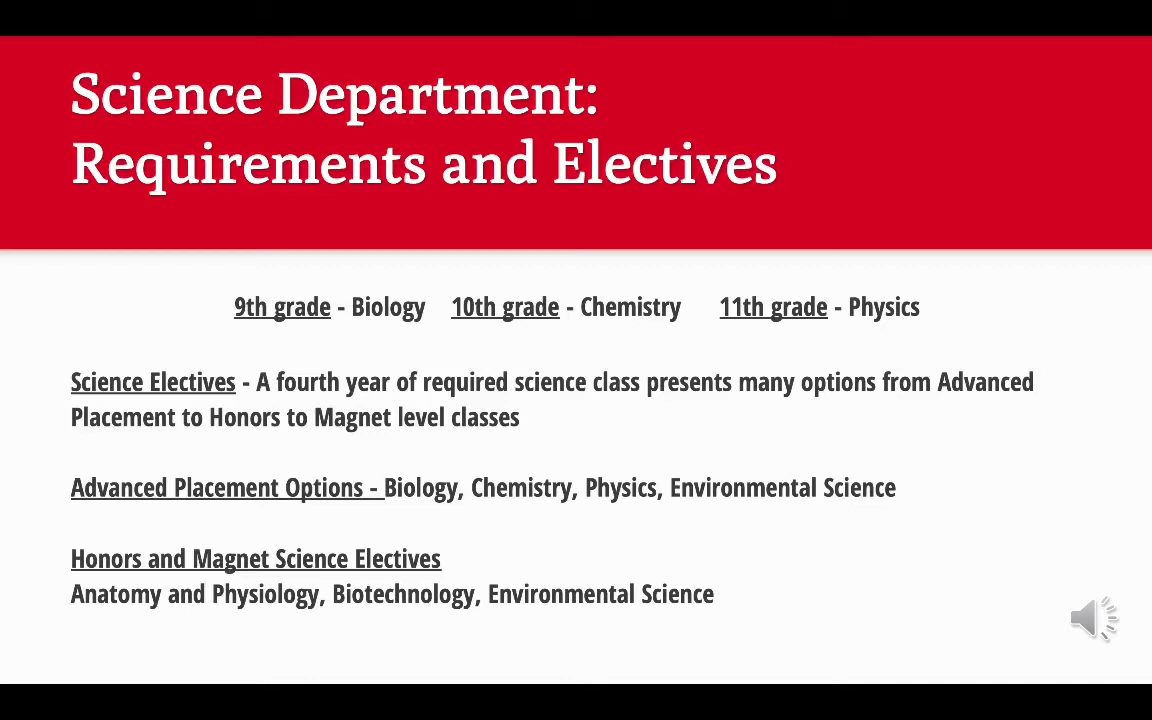 Science Department:
Requirements and Electives
9th grade - Biology 10th grade - Chemistry 11th grade - Physics
Science Electives - A fourth year of required science class presents many options from Advanced
Placement to Honors to Magnet level classes
Advanced Placement Options - Biology, Chemistry, Physics, Environmental Science
Honors and Magnet Science Electives
Anatomy and Physiology, Biotechnology, Environmental Science